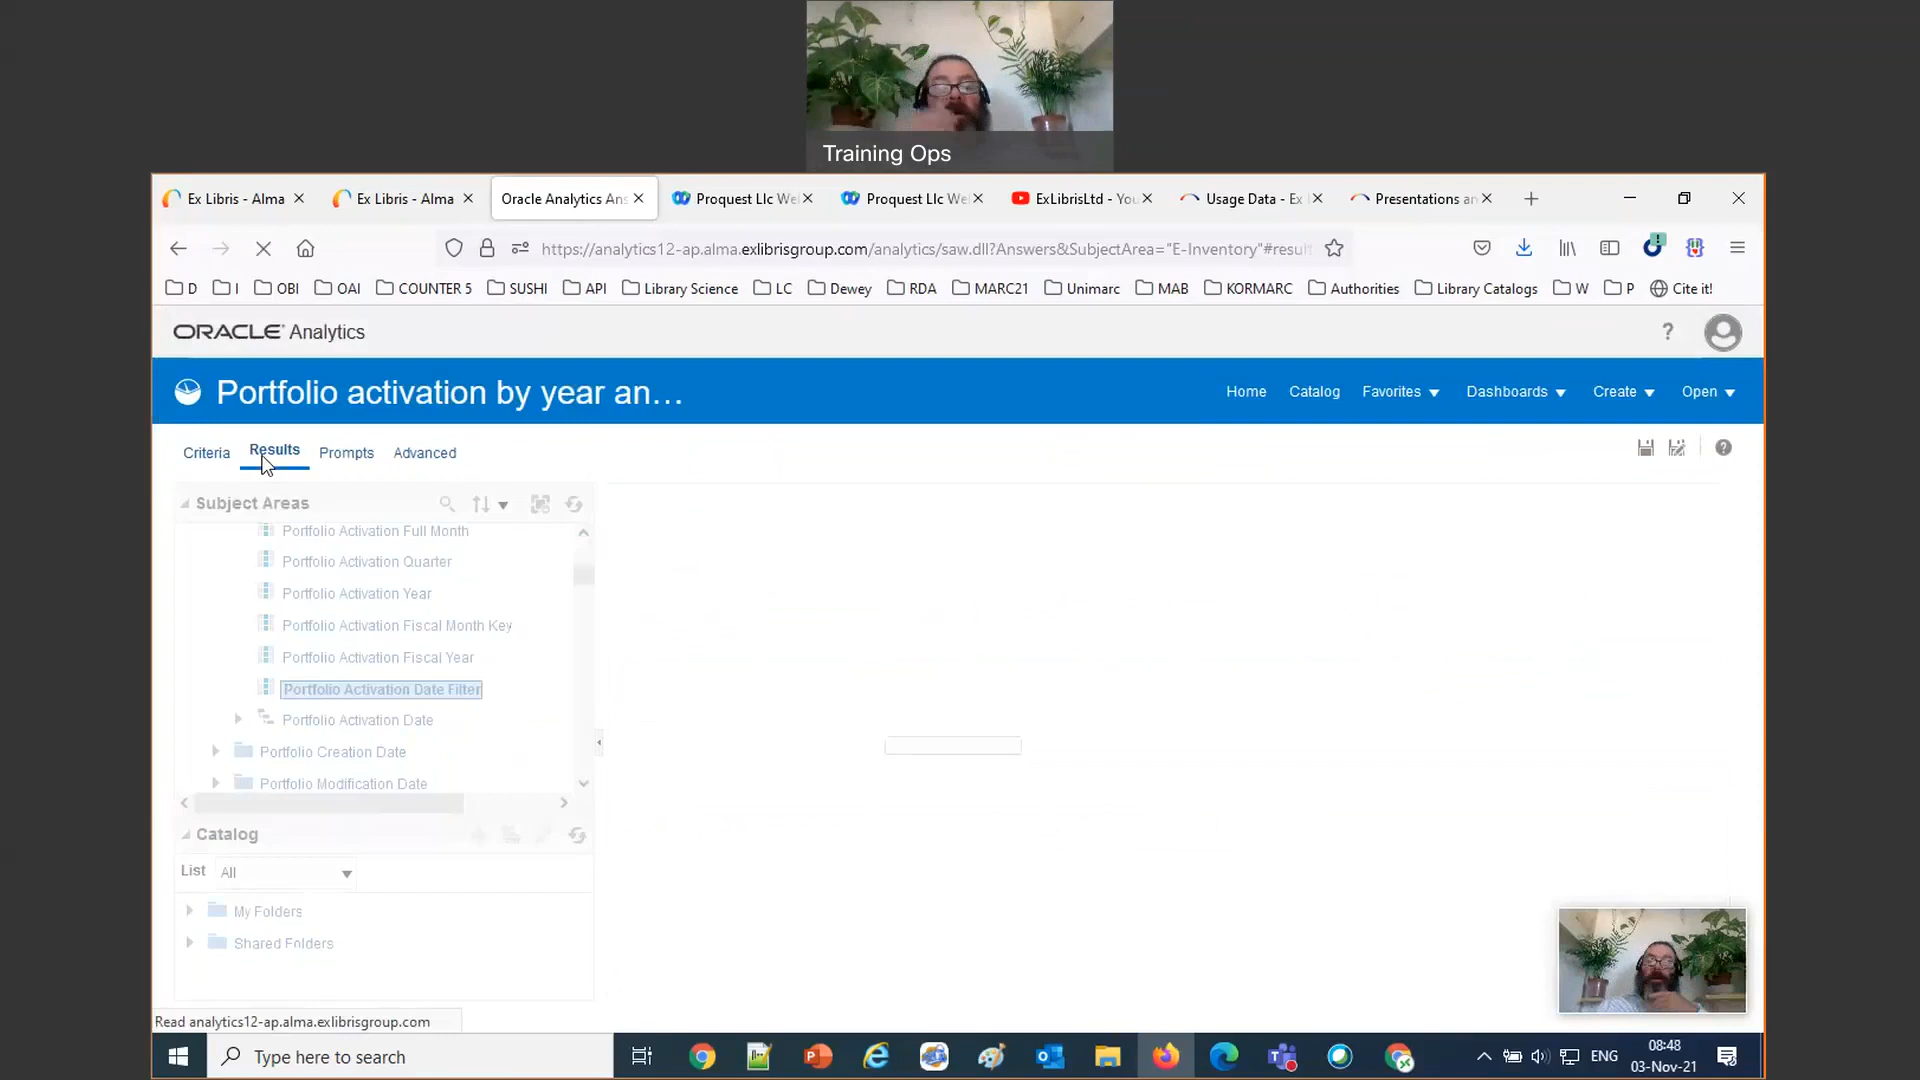 Training Ops
Ex Libris - Alma
Ex Libris - Alma
Oracle Analytics Ans
Proquest Llc We
Proquest Llc We
ExLibrisLtd - You
Usage Data - Ex
Presentations an
https://analytics12-ap.alma.exlibrisgroup.com/analytics/saw.dll?Answers&SubjectArea="E-Inventory"#resul
D
I
OBI
OAI
COUNTER 5
SUSHI
API
Library Science
LC
Dewey
RDA
MARC21
Unimarc
MAB
KORMARC
Authorities
Library Catalogs
W
P
Cite it!
ORACLE Analytics
Portfolio activation by year an...
Home
Catalog
Favorites
Dashboards
Create
Open
Criteria
Results
Prompts
Advanced
Subject Areas
Portfolio Activation Full Month
Portfolio Activation Quarter
Portfolio Activation Year
Portfolio Activation Fiscal Month Key
Portfolio Activation Fiscal Year
Portfolio Activation Date Filter
Portfolio Activation Date
Portfolio Creation Date
Portfolio Modification Date
Catalog
List All
My Folders
Shared Folders
Read analytics12-ap.alma.exlibrisgroup.com
Type here to search
ENG
08:48
03-Nov-21